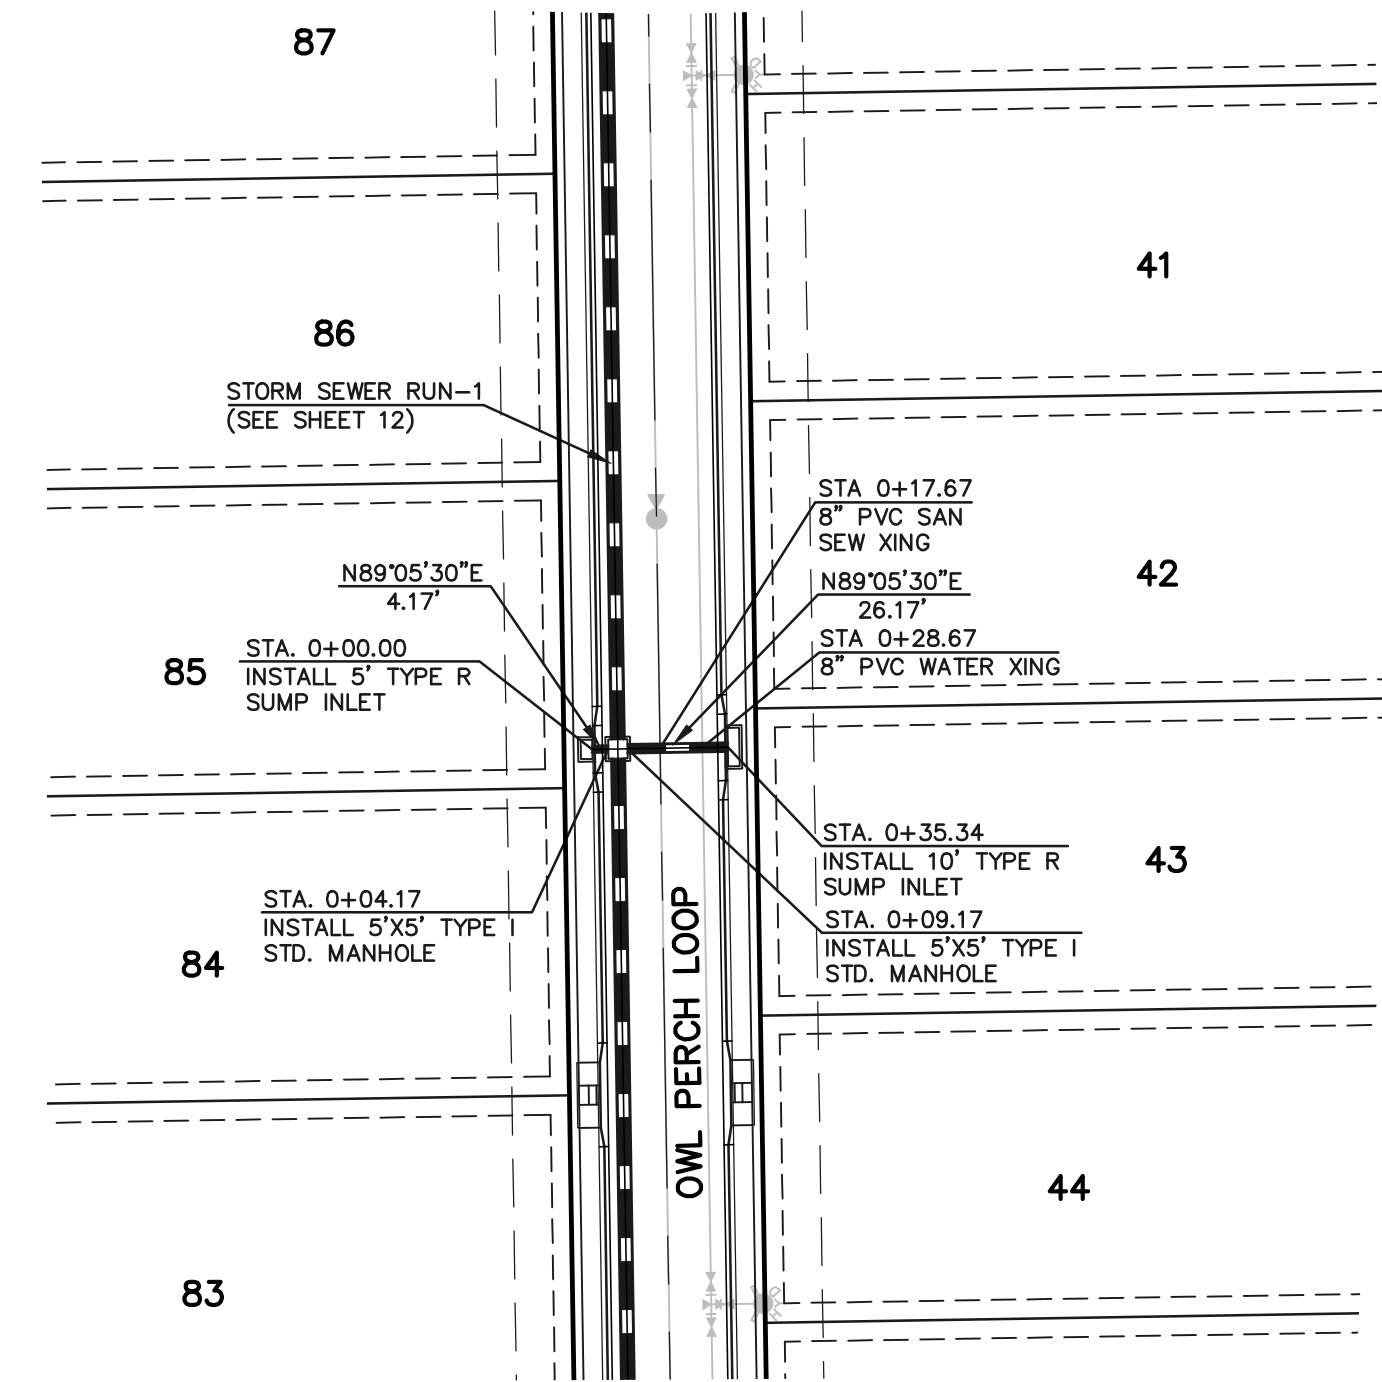 87
41
86
STORM SEWER RUN-1
(SEE SHEET 12)
STA 0+17.67
8" PVC SAN
SEW XING
N89°05'30"E
4.17'
N89°05'30"E
26.17'
42
STA 0+28.67
8" PVC WATER XING
85
STA. 0+00.00
INSTALL 5' TYPE R
SUMP INLET
STA. 0+35.34
INSTALL 10' TYPE R
SUMP INLET
43
STA. 0+04.17
INSTALL 5'X5' TYPE I
STD. MANHOLE
STA. 0+09.17
INSTALL 5'X5' TYPE I
STD. MANHOLE
84
OWL PERCH LOOP
44
83